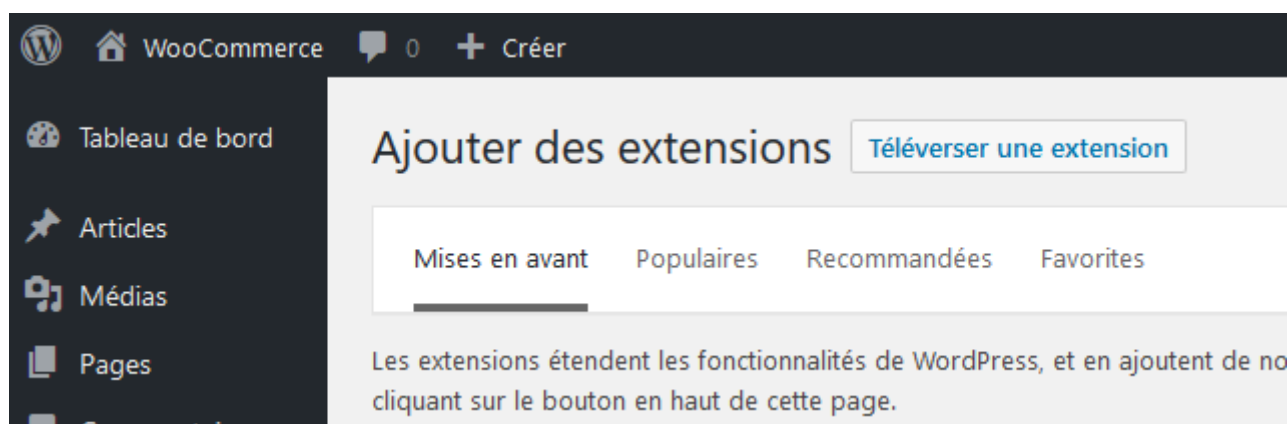 WooCommerce 0 Créer
Tableau de bord
Ajouter des extensions Téléverser une extension
Articles
Mises en avant Populaires Recommandées Favorites
Médias
Pages
Les extensions étendent les fonctionnalités de WordPress, et en ajoutent de no
cliquant sur le bouton en haut de cette page.